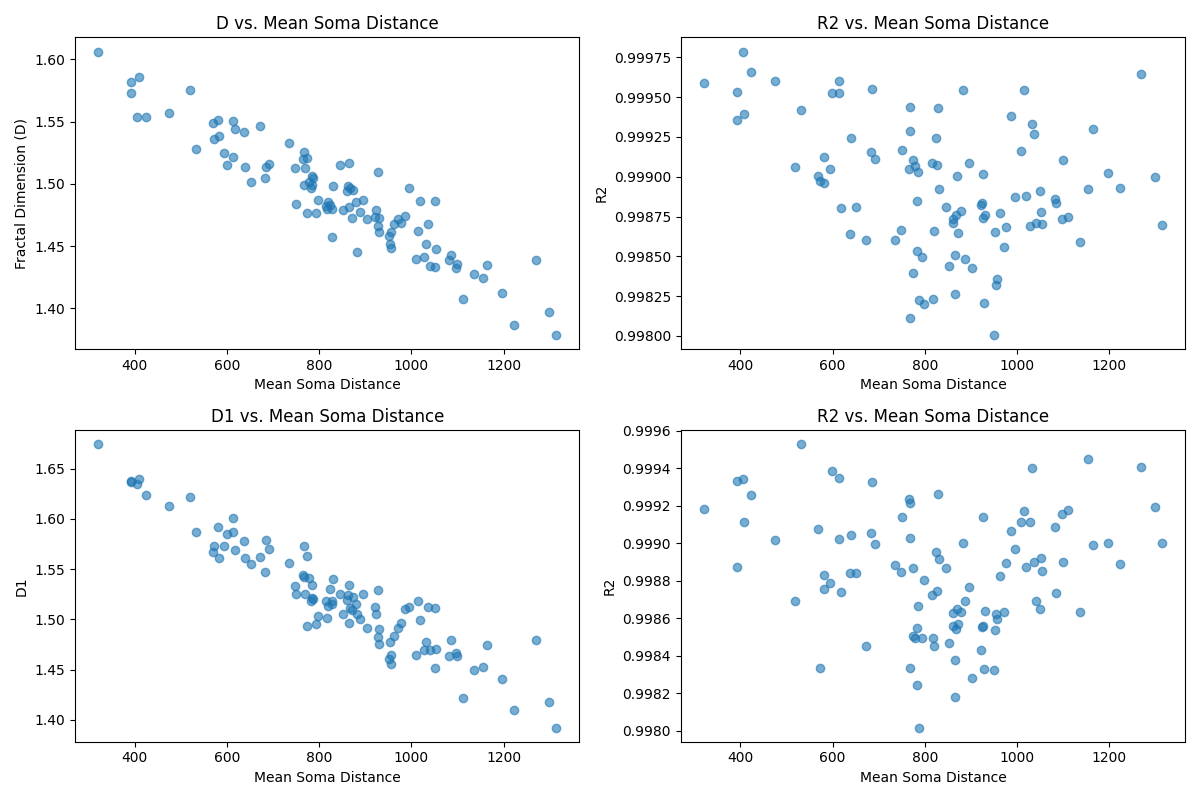 D vs. Mean Soma Distance
Fractal Dimension (D)
1.60
1.55
1.50
1.45
1.40
400 600 800 1000 1200
Mean Soma Distance
R2 vs. Mean Soma Distance
R2
0.99975
0.99950
0.99925
0.99900
0.99875
0.99850
0.99825
0.99800
400 600 800 1000 1200
Mean Soma Distance
D1 vs. Mean Soma Distance
D1
1.65
1.60
1.55
1.50
1.45
1.40
400 600 800 1000 1200
Mean Soma Distance
R2 vs. Mean Soma Distance
R2
0.9996
0.9994
0.9992
0.9990
0.9988
0.9986
0.9984
0.9982
0.9980
400 600 800 1000 1200
Mean Soma Distance